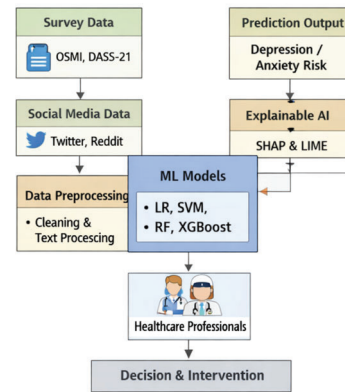 Survey Data
OSMI, DASS-21
Social Media Data
Twitter, Reddit
Data Preprocessing
• Cleaning &
Text Procescing
Prediction Output
Depression /
Anxiety Risk
Explainable AI
SHAP & LIME
ML Models
• LR, SVM,
• RF, XGBoost
Healthcare Professionals
Decision & Intervention